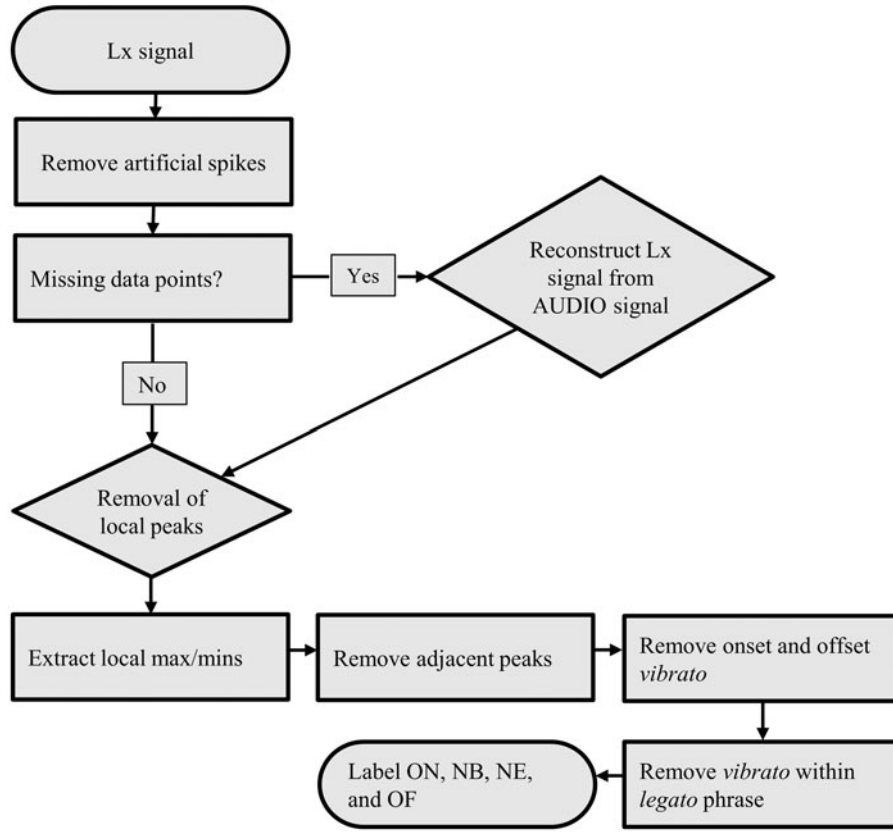 Lx signal
Remove artificial spikes
Missing data points?
Yes
Reconstruct Lx
signal from
AUDIO signal
No
Removal of
local peaks
Extract local max/mins
Remove adjacent peaks
Remove onset and offset
vibrato
Remove vibrato within
legato phrase
Label ON, NB, NE,
and OF